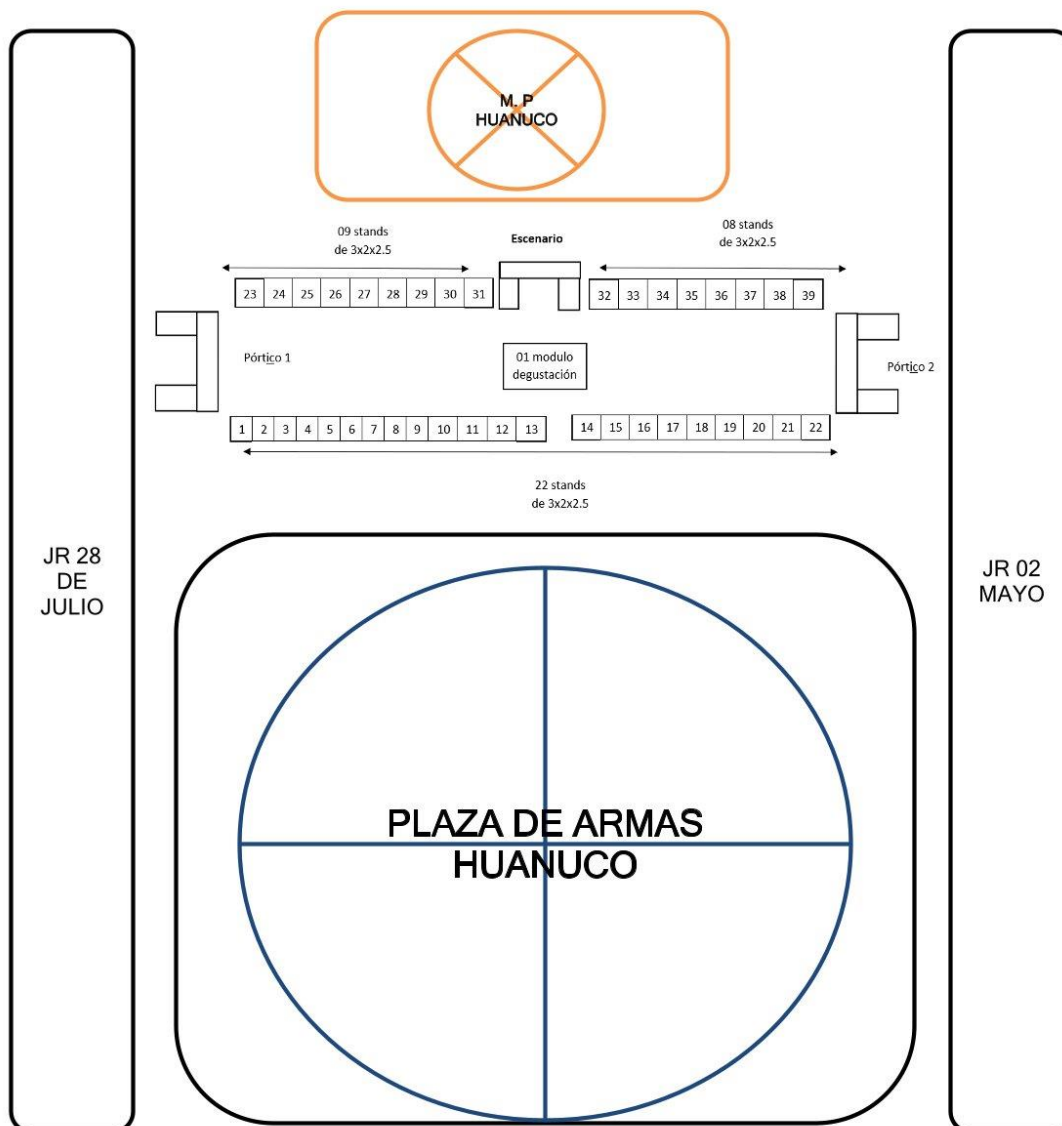 M. P
HUANUCO
09 stands
de 3x2x2.5
Escenario
08 stands
de 3x2x2.5
23 24 25 26 27 28 29 30 31
32 33 34 35 36 37 38 39
Pórtico 1
01 modulo
degustación
Pórtico 2
1 2 3 4 5 6 7 8 9 10 11 12 13
14 15 16 17 18 19 20 21 22
22 stands
de 3x2x2.5
JR 28
DE
JULIO
JR 02
MAYO
PLAZA DE ARMAS
HUANUCO